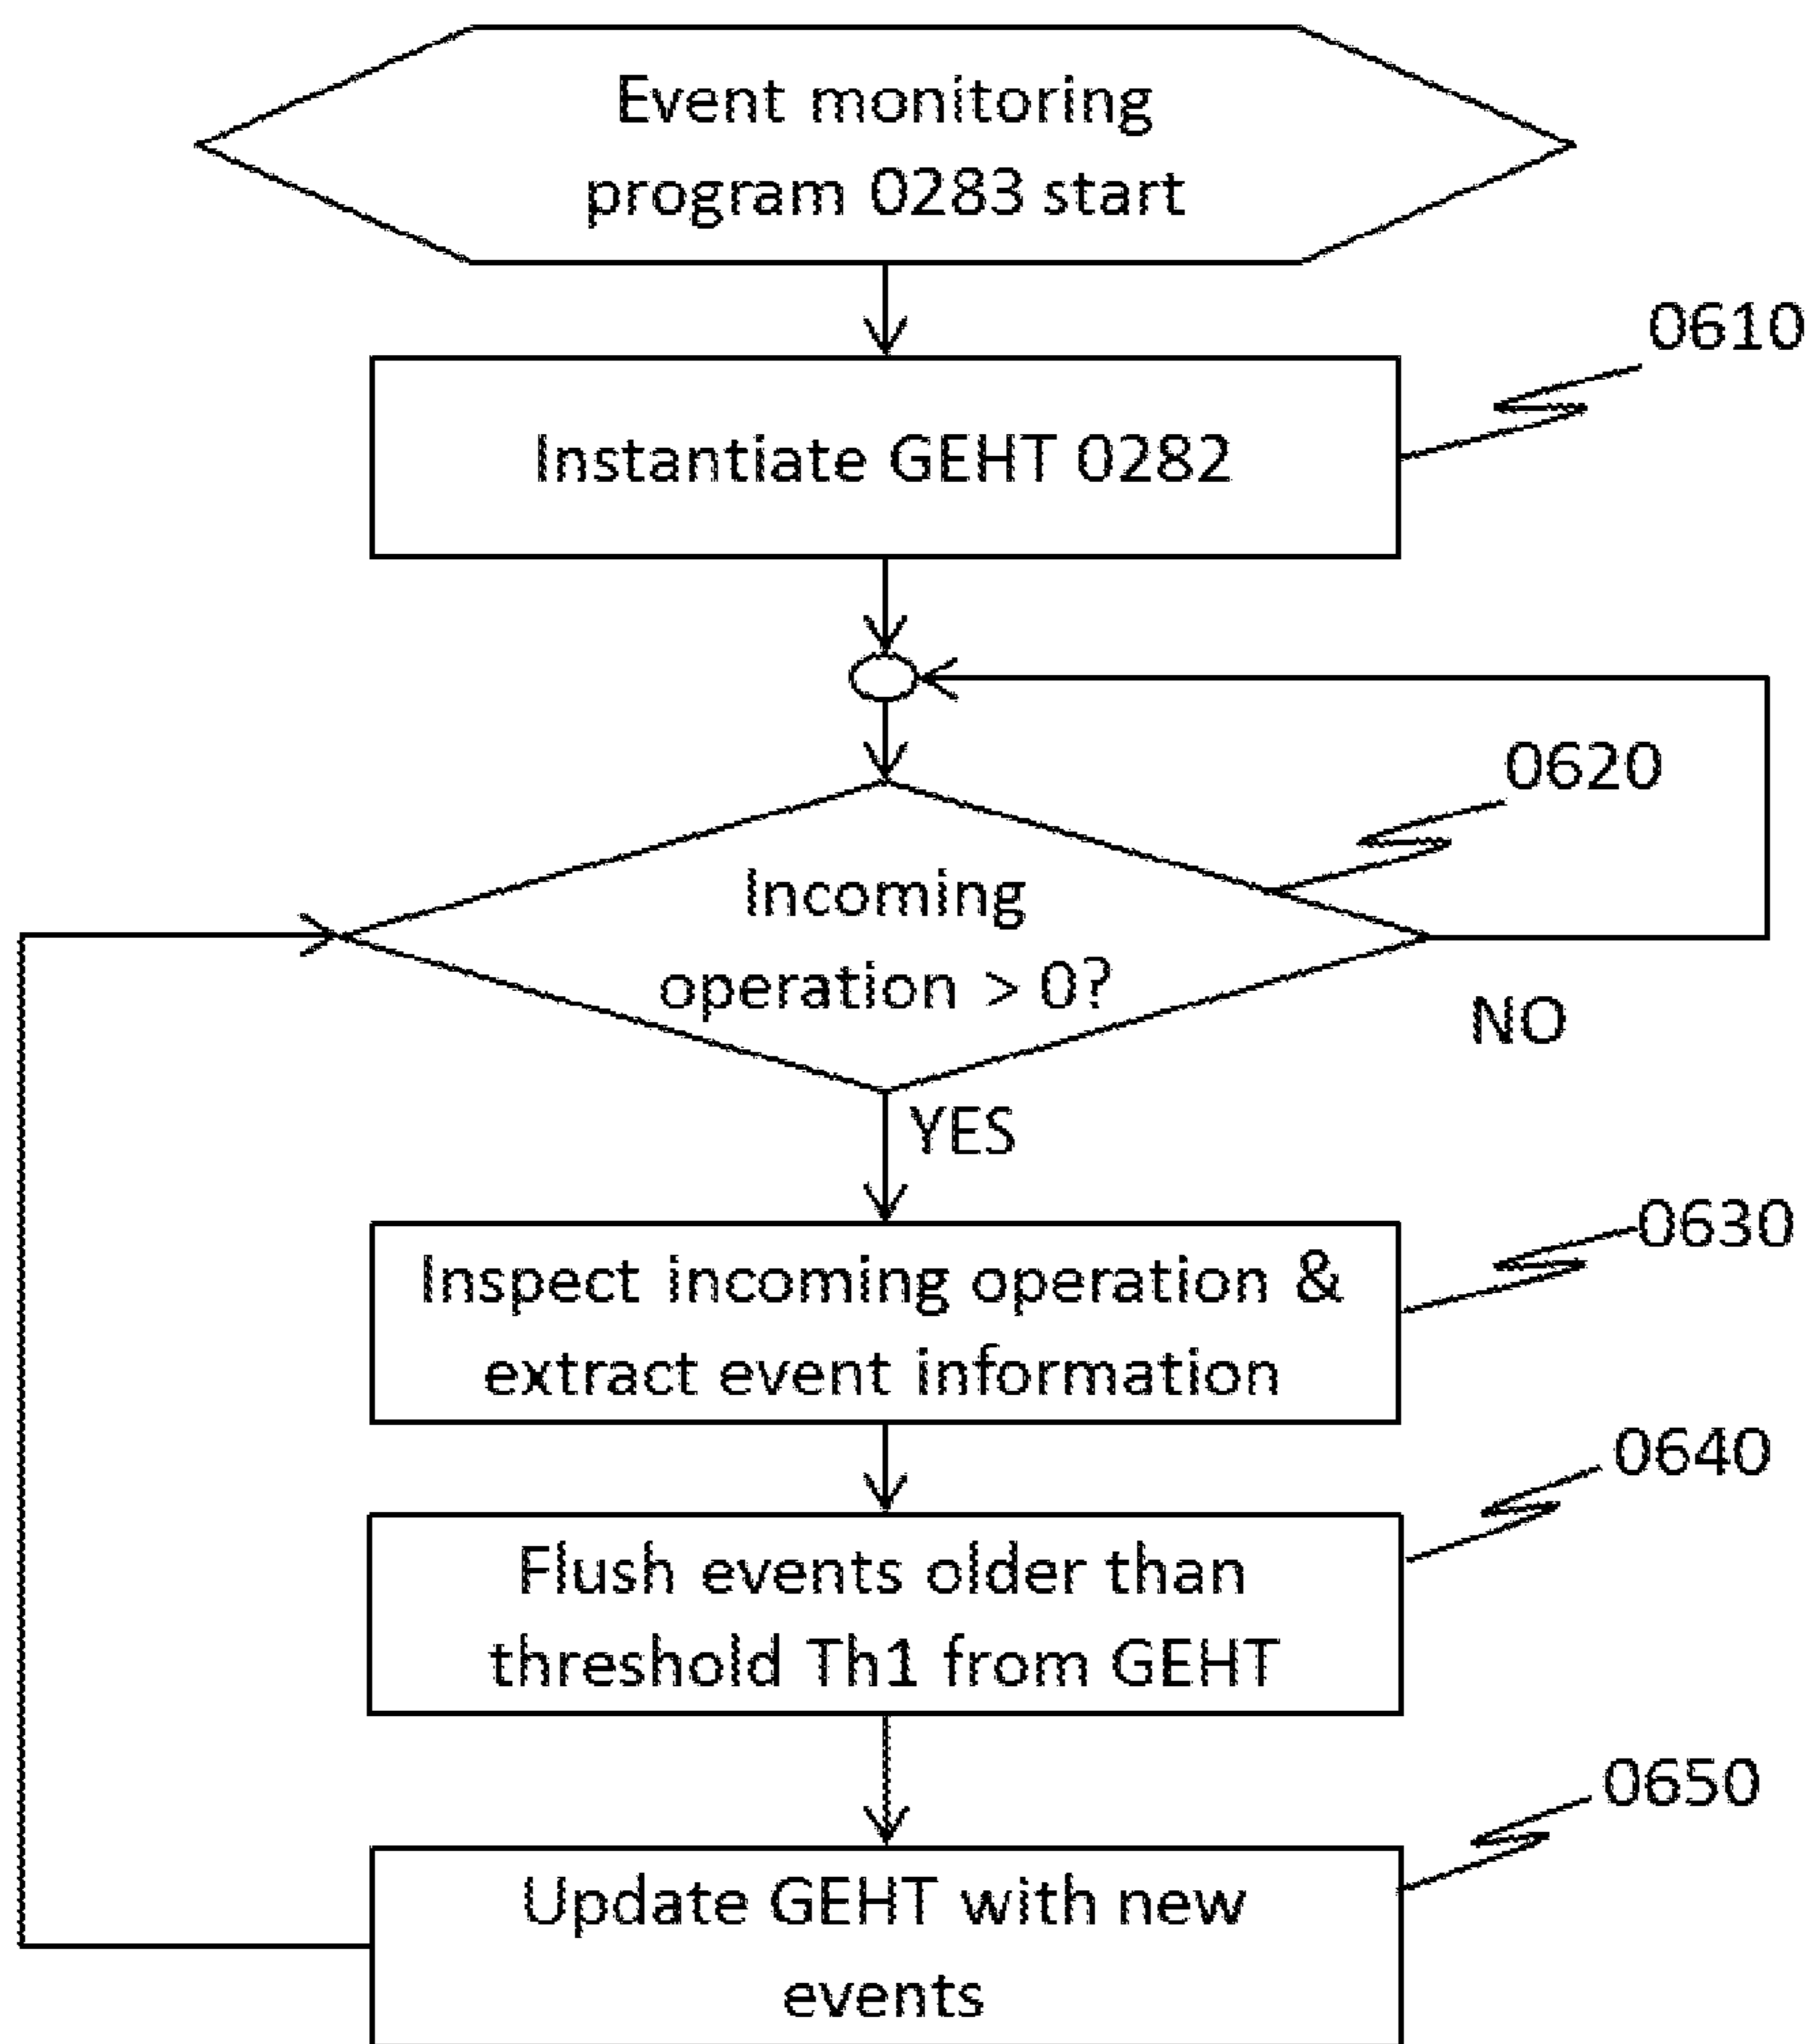 Event monitoring
program 0283 start
0610
Instantiate GEHT 0282
0620
Incoming
operation > 0?
NO
YES
0630
Inspect incoming operation &
extract event information
0640
Flush events older than
threshold Th1 from GEHT
0650
Update GEHT with new
events